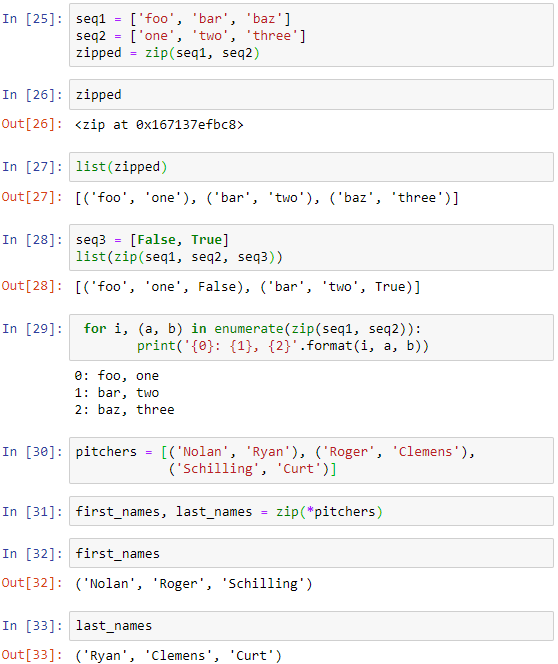 In [25]: seq1 = ['foo', 'bar', 'baz']
seq2 = ['one', 'two', 'three']
zipped = zip(seq1, seq2)
In [26]: zipped
Out[26]: <zip at 0x167137efbc8>
In [27]: list(zipped)
Out[27]: [('foo', 'one'), ('bar', 'two'), ('baz', 'three')]
In [28]: seq3 = [False, True]
list(zip(seq1, seq2, seq3))
Out[28]: [('foo', 'one', False), ('bar', 'two', True)]
In [29]: for i, (a, b) in enumerate(zip(seq1, seq2)):
print('{0}: {1}, {2}'.format(i, a, b))
0: foo, one
1: bar, two
2: baz, three
In [30]: pitchers = [('Nolan', 'Ryan'), ('Roger', 'Clemens'),
('Schilling', 'Curt')]
In [31]: first_names, last_names = zip(*pitchers)
In [32]: first_names
Out[32]: ('Nolan', 'Roger', 'Schilling')
In [33]: last_names
Out[33]: ('Ryan', 'Clemens', 'Curt')